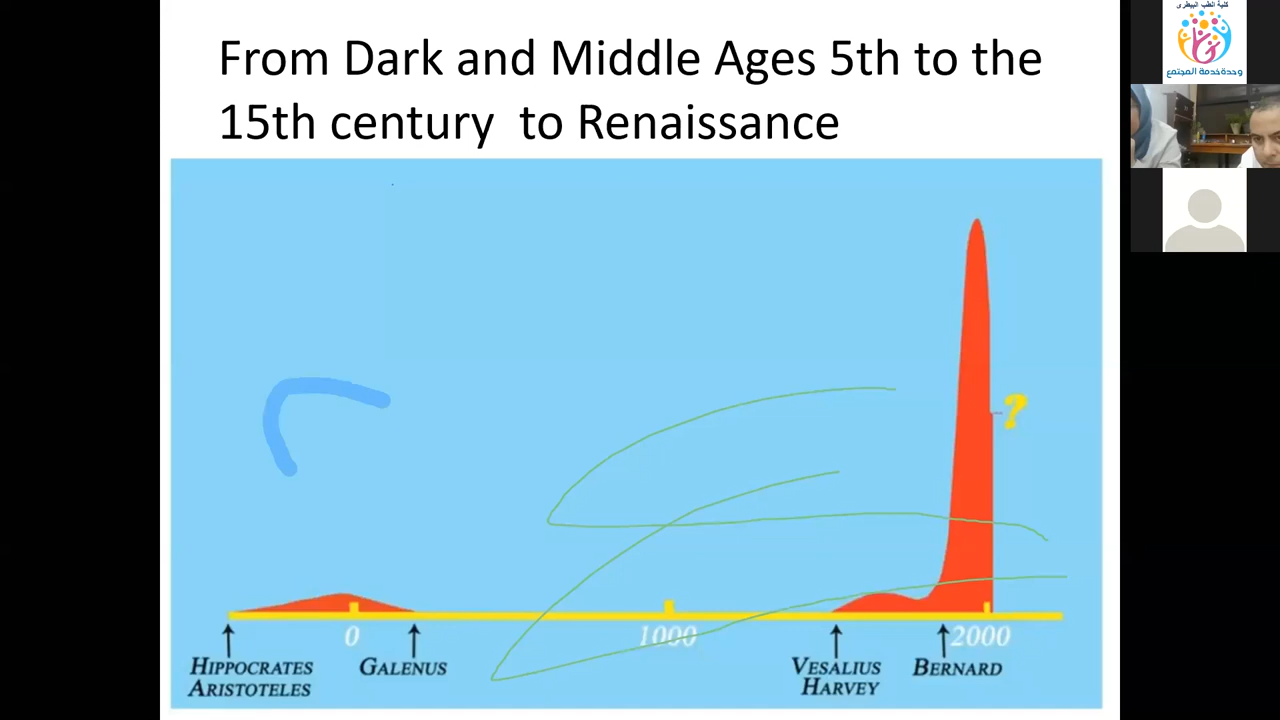 From Dark and Middle Ages 5th to the
15th century to Renaissance
?
0
1000
2000
HIPPOCRATES
ARISTOTELES
GALENUS
VESALIUS
HARVEY
BERNARD
كلية الطب البيطرى
وحدة خدمة المجتمع